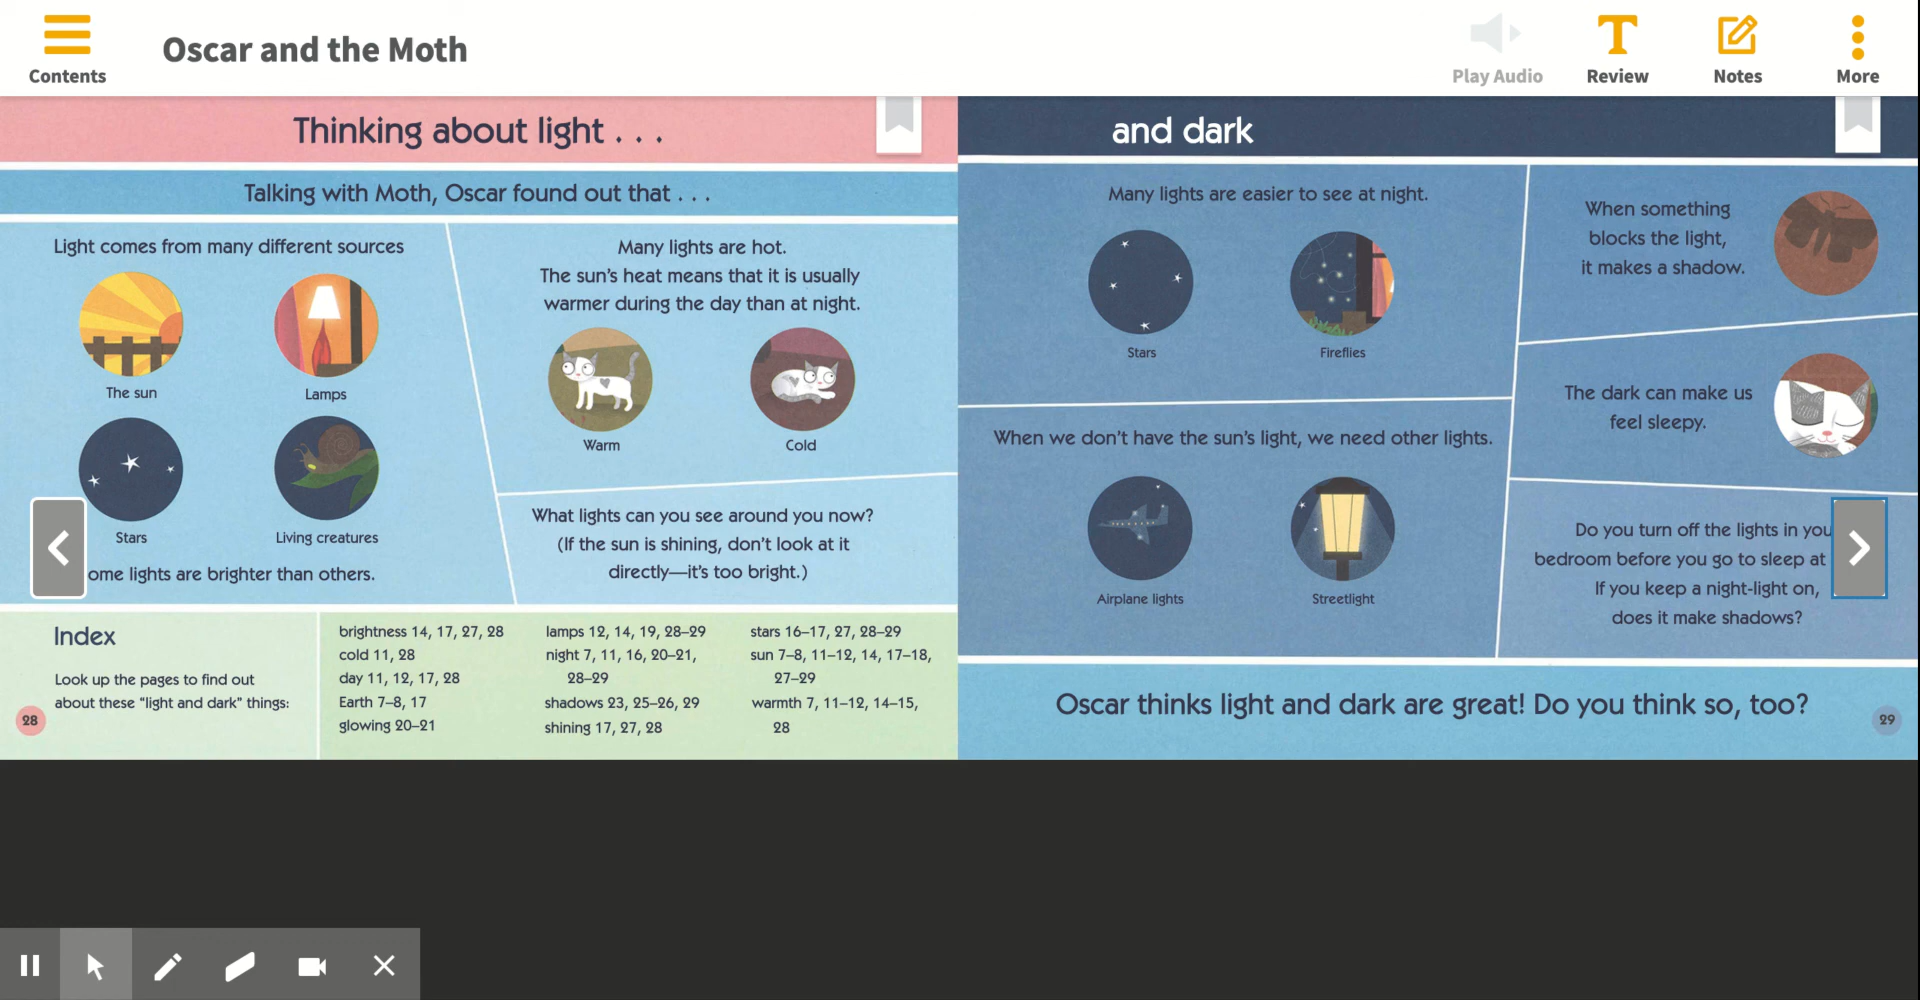 Contents
Oscar and the Moth
Play Audio
Review
Notes
More
Thinking about light . . .
Talking with Moth, Oscar found out that . . .
Light comes from many different sources
The sun
Lamps
Stars
Living creatures
ome lights are brighter than others.
Many lights are hot.
The sun's heat means that it is usually
warmer during the day than at night.
Warm
Cold
What lights can you see around you now?
(If the sun is shining, don't look at it
directly—it's too bright.)
Index
Look up the pages to find out
about these "light and dark" things:
28
brightness 14, 17, 27, 28
cold 11, 28
day 11, 12, 17, 28
Earth 7–8, 17
glowing 20–21
lamps 12, 14, 19, 28–29
night 7, 11, 16, 20–21,
28–29
shadows 23, 25–26, 29
shining 17, 27, 28
stars 16–17, 27, 28–29
sun 7–8, 11–12, 14, 17–18,
27–29
warmth 7, 11–12, 14–15,
28
and dark
Many lights are easier to see at night.
Stars
Fireflies
When we don't have the sun's light, we need other lights.
Airplane lights
Streetlight
When something
blocks the light,
it makes a shadow.
The dark can make us
feel sleepy.
Do you turn off the lights in you
bedroom before you go to sleep at
If you keep a night-light on,
does it make shadows?
Oscar thinks light and dark are great! Do you think so, too?
29